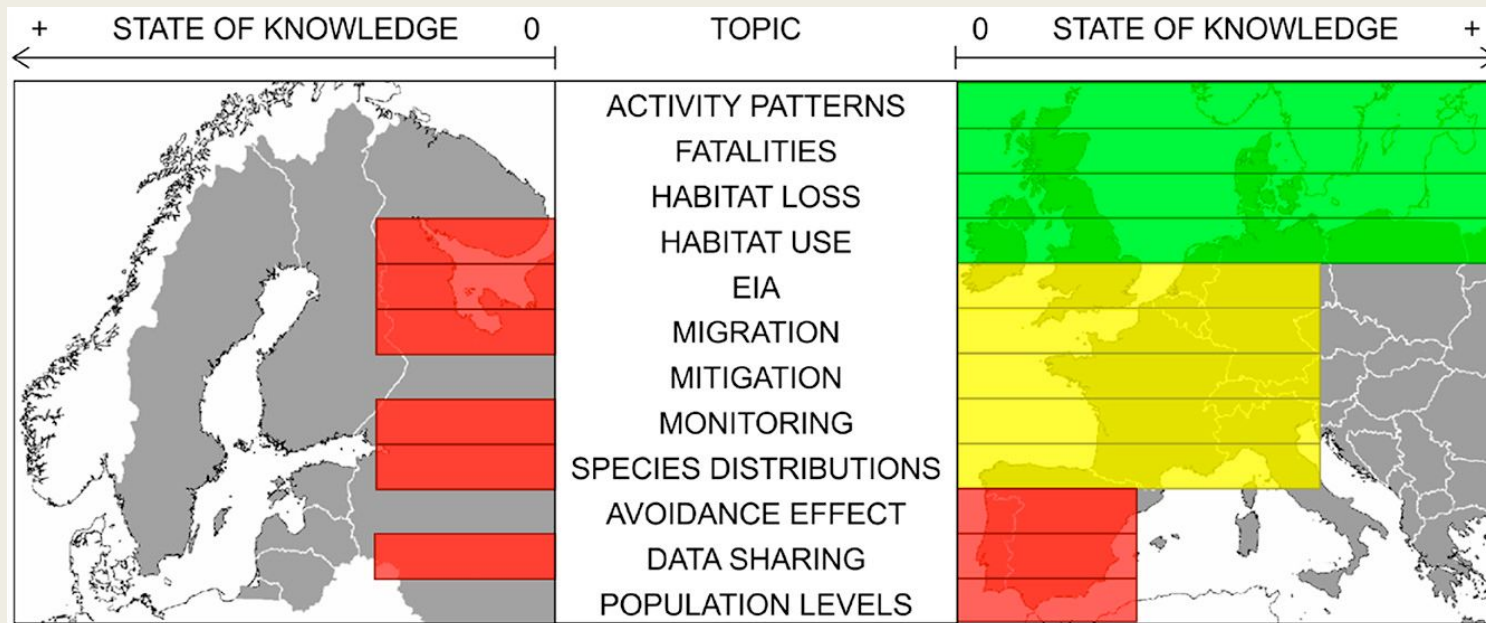 + STATE OF KNOWLEDGE 0 TOPIC 0 STATE OF KNOWLEDGE +
ACTIVITY PATTERNS
FATALITIES
HABITAT LOSS
HABITAT USE
EIA
MIGRATION
MITIGATION
MONITORING
SPECIES DISTRIBUTIONS
AVOIDANCE EFFECT
DATA SHARING
POPULATION LEVELS